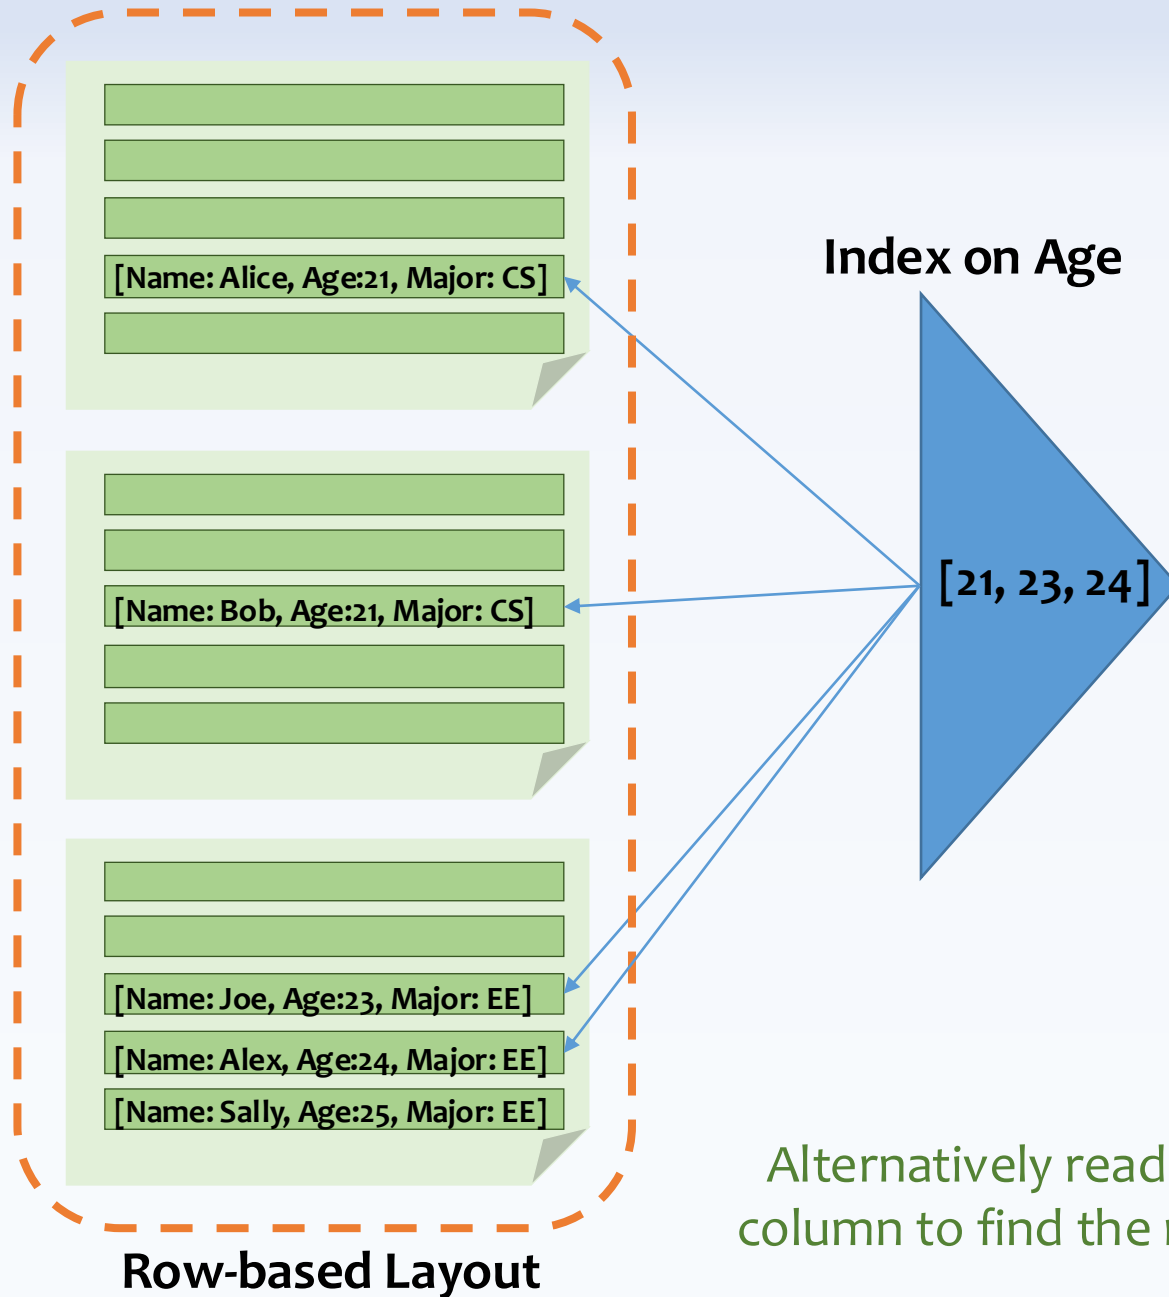 [Name: Alice, Age:21, Major: CS]
Index on Age
[21, 23, 24]
[Name: Bob, Age:21, Major: CS]
[Name: Joe, Age:23, Major: EE]
[Name: Alex, Age:24, Major: EE]
[Name: Sally, Age:25, Major: EE]
Alternatively read
column to find the
Row-based Layout